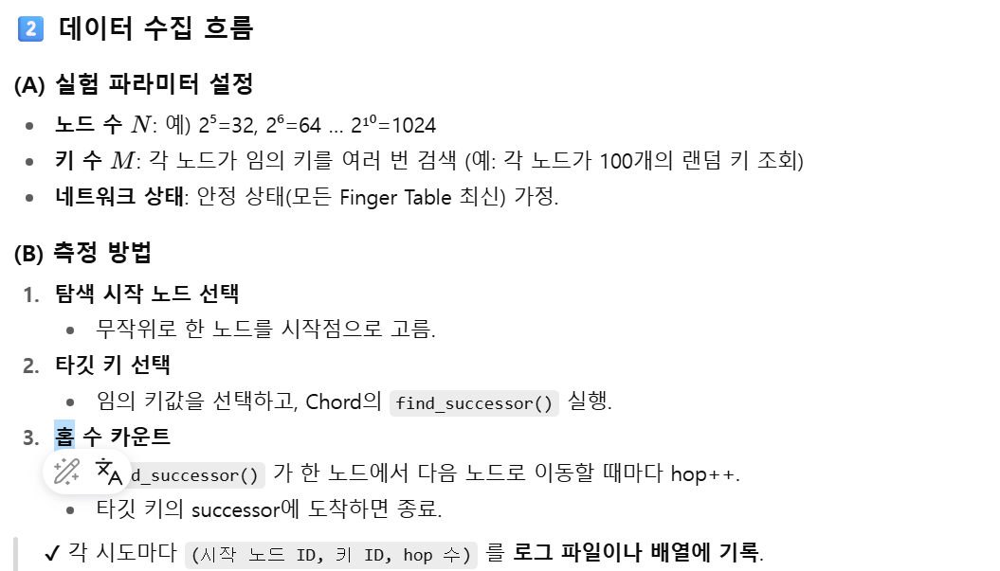 2 데이터 수집 흐름
(A) 실험 파라미터 설정
• 노드 수 N: 예) 2⁵=32, 2⁶=64 … 2¹⁰=1024
• 키 수 M: 각 노드가 임의 키를 여러 번 검색 (예: 각 노드가 100개의 랜덤 키 조회)
• 네트워크 상태: 안정 상태(모든 Finger Table 최신) 가정.
(B) 측정 방법
1. 탐색 시작 노드 선택
• 무작위로 한 노드를 시작점으로 고름.
2. 타깃 키 선택
• 임의 키값을 선택하고, Chord의 find_successor() 실행.
3. 홉 수 카운트
d_successor() 가 한 노드에서 다음 노드로 이동할 때마다 hop++.
• 타깃 키의 successor에 도착하면 종료.
✓ 각 시도마다 (시작 노드 ID, 키 ID, hop 수) 를 로그 파일이나 배열에 기록.